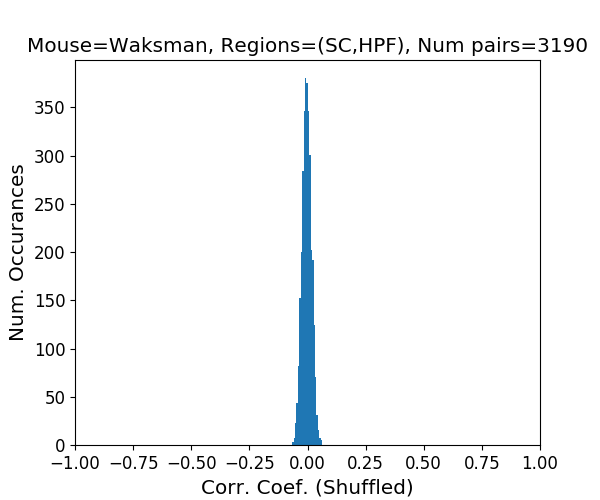 Mouse=Waksman, Regions=(SC,HPF), Num pairs=3190
Num. Occurances
350
300
250
200
150
100
50
0
−1.00 −0.75 −0.50 −0.25 0.00 0.25 0.50 0.75 1.00
Corr. Coef. (Shuffled)